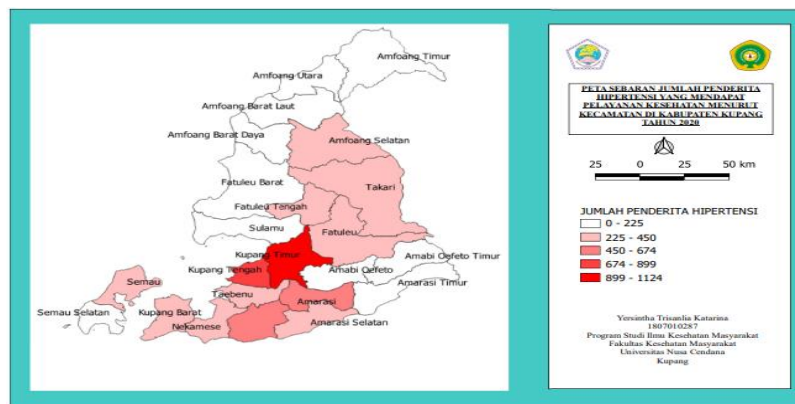 Amfoang Timur
Amfoang Utara
Amfoang Barat Laut
Amfoang Barat Daya
Amfoang Selatan
Fatuleu Barat
Takari
Fatuleu Tengah
Sulamu
Fatuleu
Kupang Timur
Amabi Oefeto Timur
Kupang Tengah
Amabi Oefeto
Semau
Taebenu
Amarasi Timur
Amarasi
Semau Selatan
Kupang Barat
Nekamese
Amarasi Selatan
PETA SEBARAN JUMLAH PENDERITA
HIPERTENSI YANG MENDAPAT
PELAYANAN KESEHATAN MENURUT
KECAMATAN DI KABUPATEN KUPANG
TAHUN 2020
25 0 25 50 km
JUMLAH PENDERITA HIPERTENSI
0 - 225
225 - 450
450 - 674
674 - 899
899 - 1124
Yersintha Trisanlia Katarina
1807010287
Program Studi Ilmu Kesehatan Masyarakat
Fakultas Kesehatan Masyarakat
Universitas Nusa Cendana
Kupang